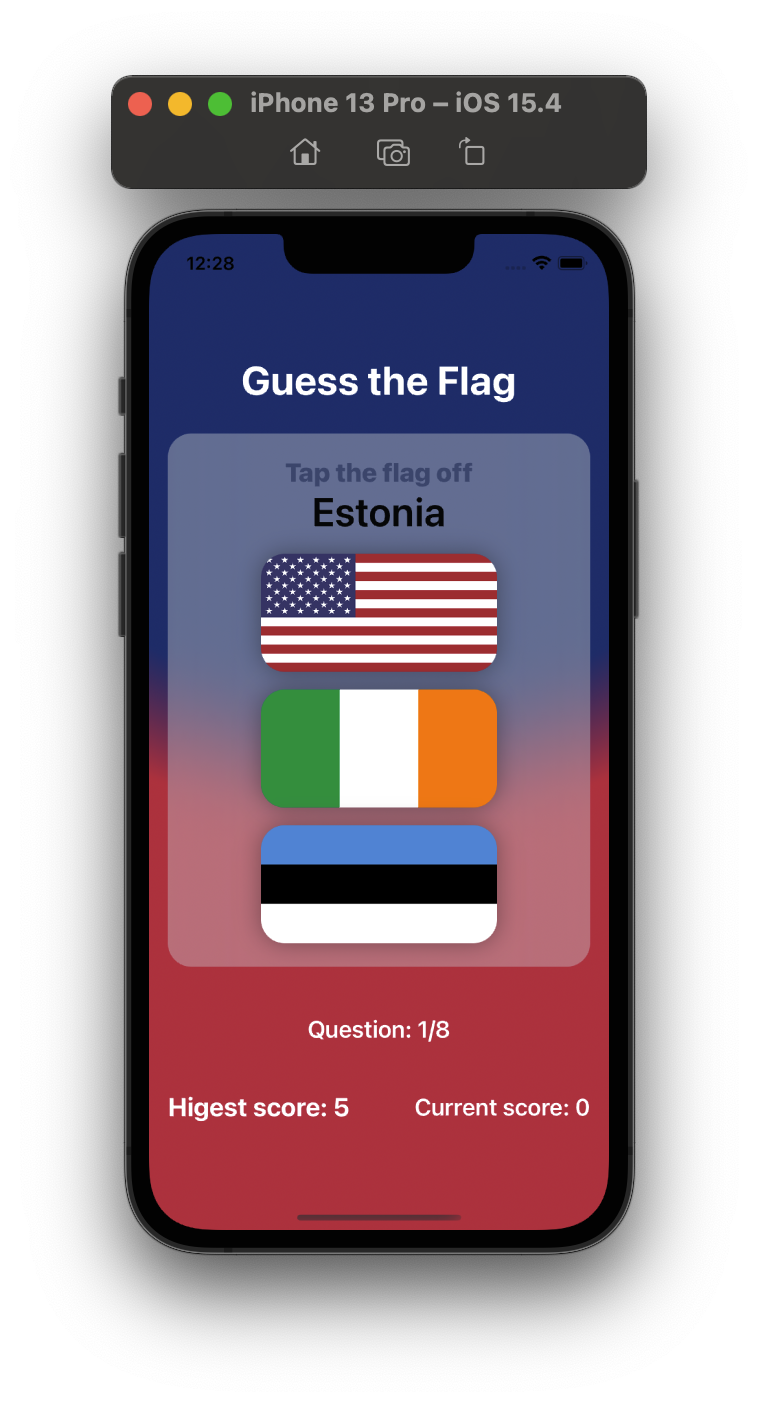 iPhone 13 Pro – iOS 15.4
12:28
Guess the Flag
Tap the flag off
Estonia
Question: 1/8
Higest score: 5
Current score: 0